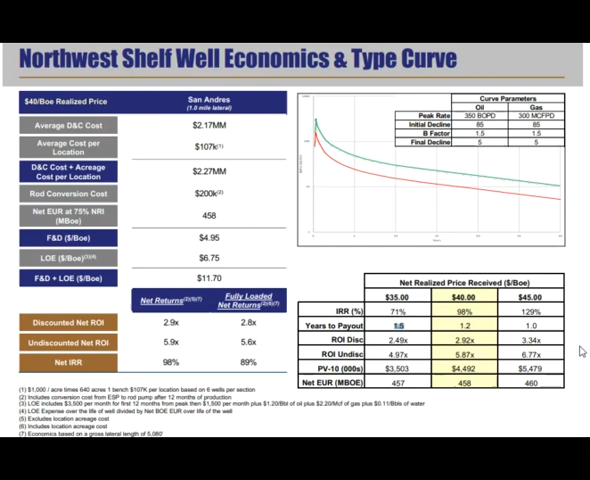 Northwest Shelf Well Economics & Type Curve
$40/Boe Realized Price San Andres
(1.0 mile lateral)
Average D&C Cost $2.17MM
Average Cost per Location $107k(1)
D&C Cost + Acreage Cost per Location $2.27MM
Rod Conversion Cost $200k(2)
Net EUR at 75% NRI (MBoe) 458
F&D ($/Boe) $4.95
LOE ($/Boe)(3)(4) $6.75
F&D + LOE ($/Boe) $11.70
Net Returns(2)(5)(7) Fully Loaded Net Returns(2)(6)(7)
Discounted Net ROI 2.9x 2.8x
Undiscounted Net ROI 5.9x 5.6x
Net IRR 98% 89%
Curve Parameters
Oil Gas
Peak Rate 350 BOPD 300 MCFPD
Initial Decline 85 85
B Factor 1.5 1.5
Final Decline 5 5
Net Realized Price Received ($/Boe)
$35.00 $40.00 $45.00
IRR (%) 71% 98% 129%
Years to Payout 1.5 1.2 1.0
ROI Disc 2.49x 2.92x 3.34x
ROI Undisc 4.97x 5.87x 6.77x
PV-10 (000s) $3,503 $4,492 $5,479
Net EUR (MBOE) 457 458 460
(1) $1,000 / acre times 640 acres 1 bench $107K per location based on 6 wells per section
(2) Includes conversion cost from ESP to rod pump after 12 months of production
(3) LOE includes $3,500 per month for first 12 months from peak then $1,500 per month plus $1.20/Bbl of oil plus $2.20/Mcf of gas plus $0.11/Bbls of water
(4) LOE Expense over the life of well divided by Net BOE EUR over life of the well
(5) Excludes location acreage cost
(6) Includes location acreage cost
(7) Economics based on a gross lateral length of 5,080'